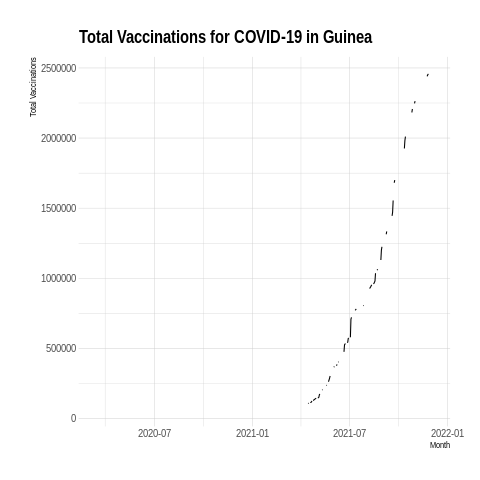 Total Vaccinations for COVID-19 in Guinea
Total Vaccinations
2500000
2000000
1500000
1000000
500000
0
2020-07 2021-01 2021-07 2022-01
Month